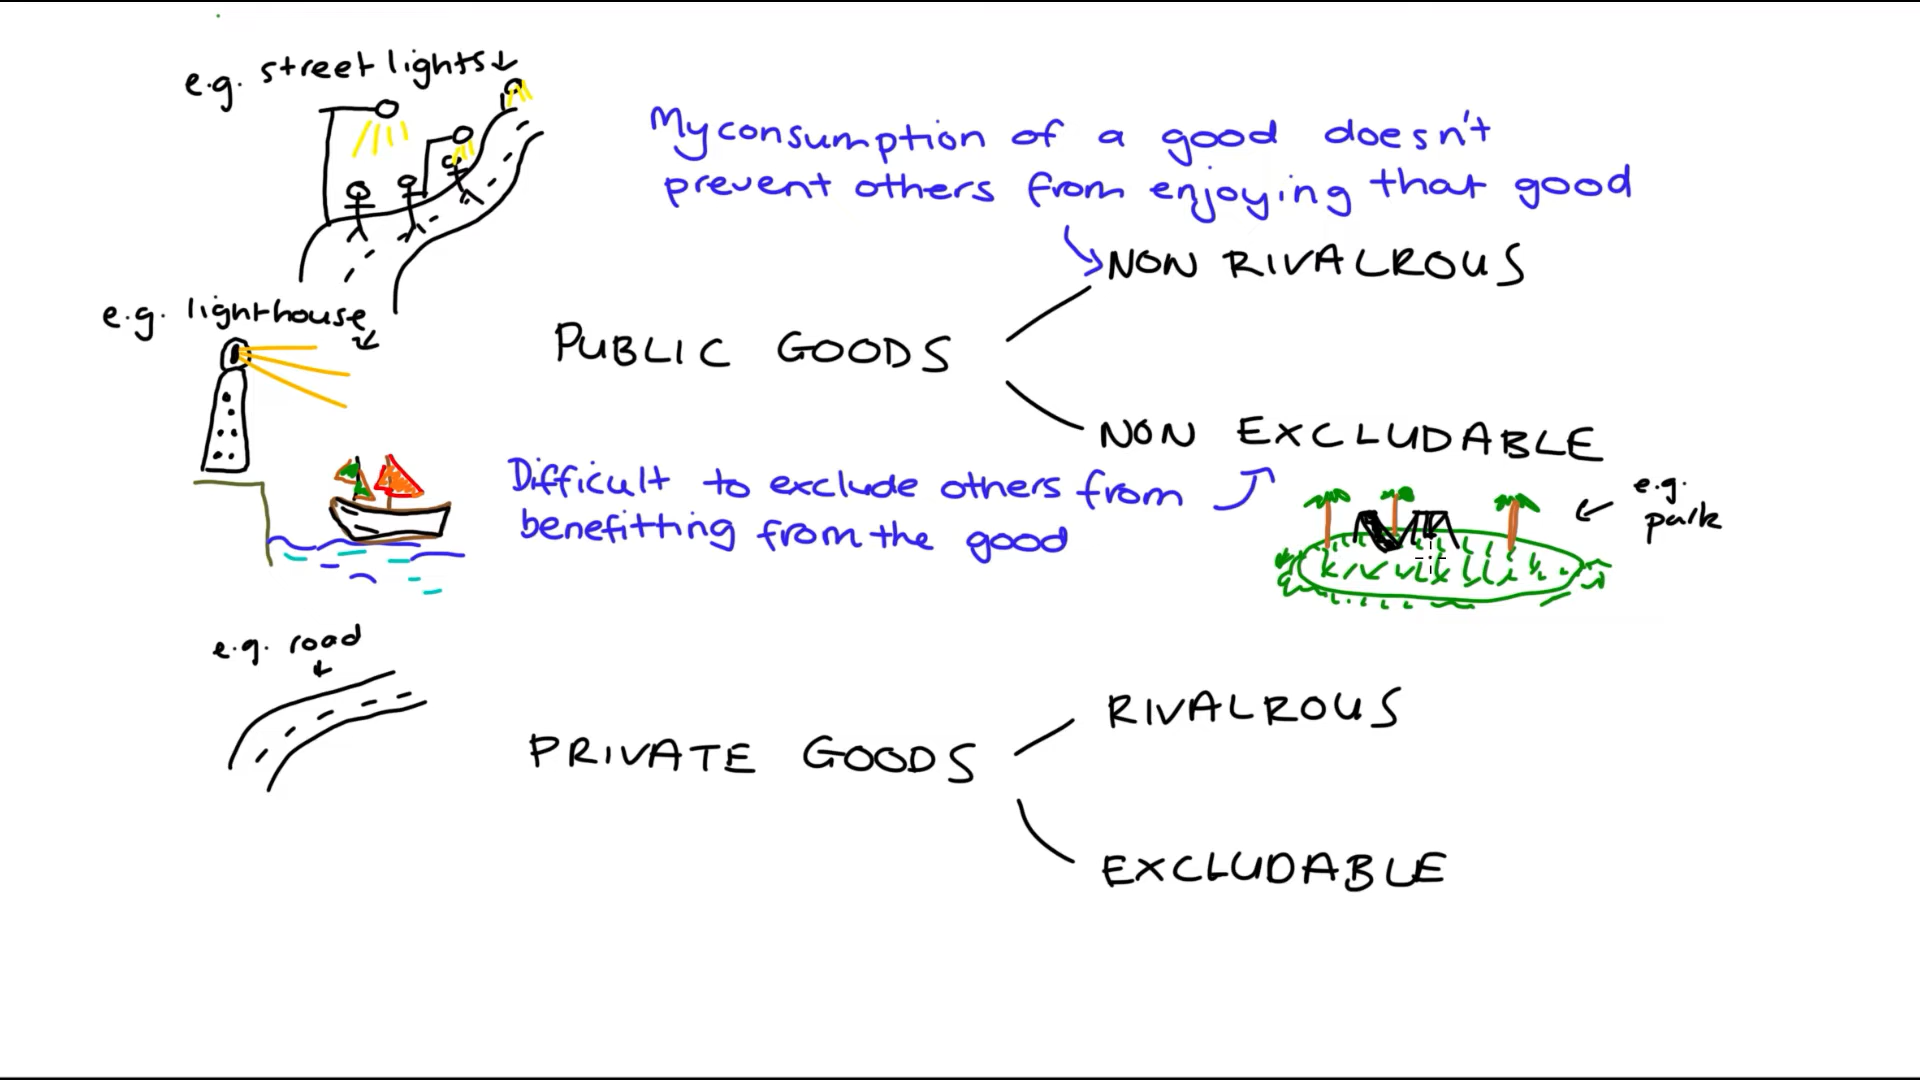 e.g. street lights
My consumption of a good doesn't
prevent others from enjoying that good
NON RIVALROUS
e.g. lighthouse
PUBLIC GOODS
NON EXCLUDABLE
Difficult to exclude others from
benefitting from the good
e.g.
park
e.g. road
RIVALROUS
PRIVATE GOODS
EXCLUDABLE